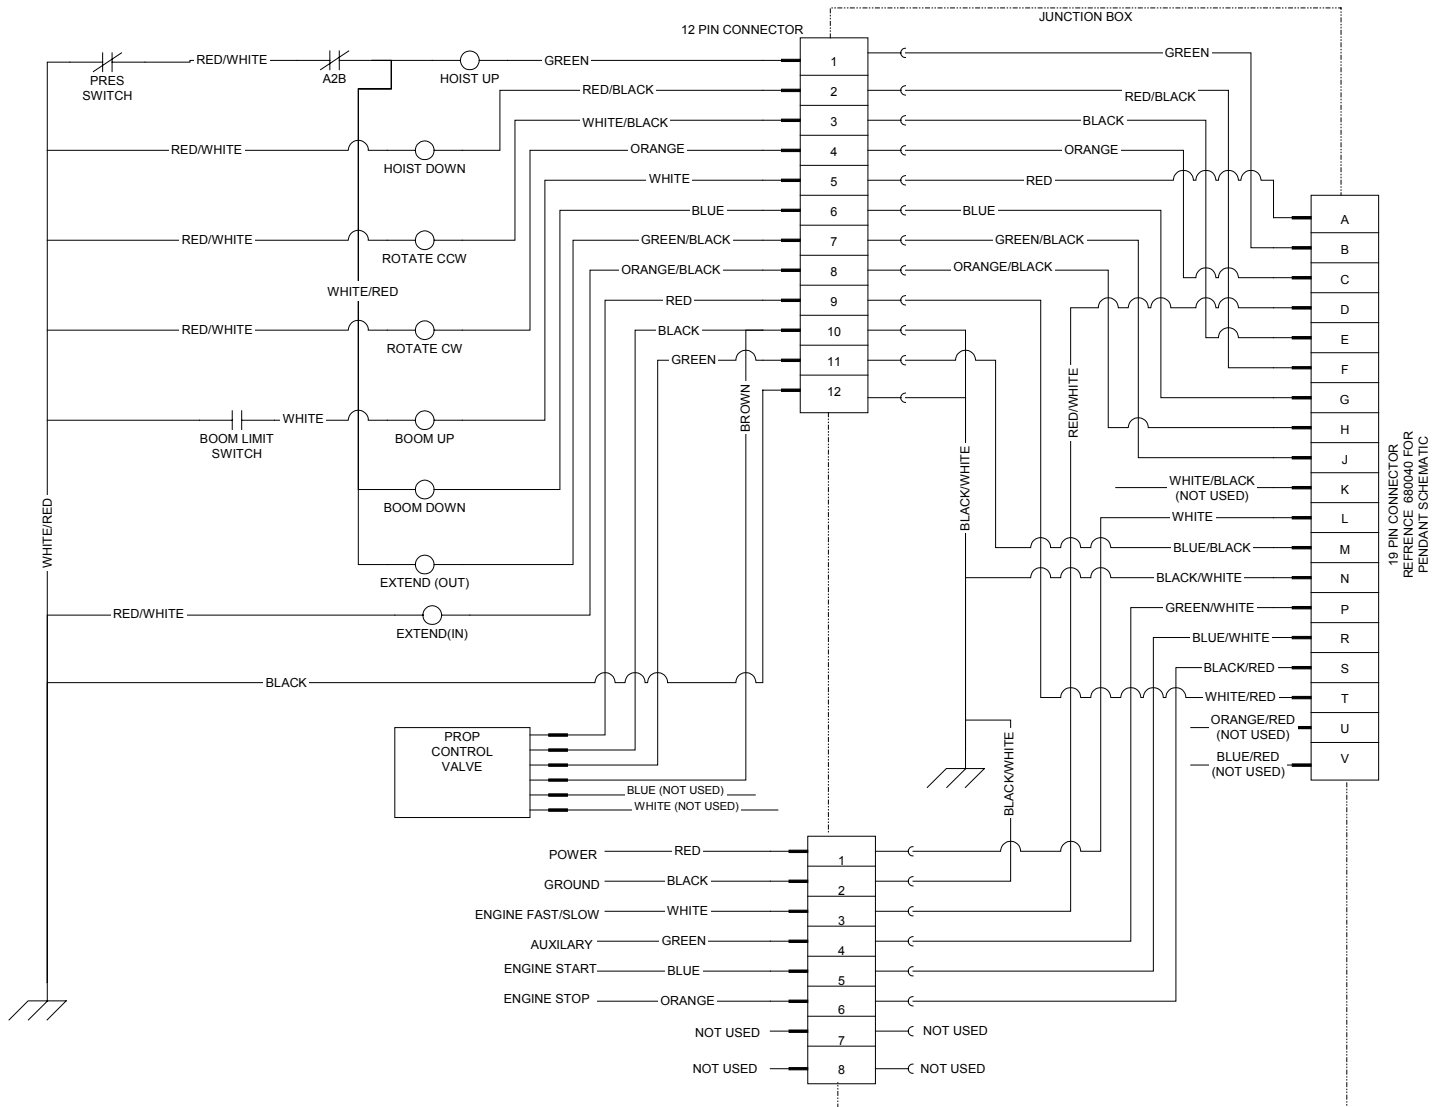 JUNCTION BOX
12 PIN CONNECTOR
PRES
SWITCH
RED/WHITE
A2B
HOIST UP
GREEN
1
GREEN
RED/BLACK
2
RED/BLACK
WHITE/BLACK
3
BLACK
RED/WHITE
HOIST DOWN
ORANGE
4
ORANGE
WHITE
5
RED
BLUE
6
BLUE
RED/WHITE
ROTATE CCW
GREEN/BLACK
7
GREEN/BLACK
ORANGE/BLACK
8
ORANGE/BLACK
WHITE/RED
RED
9
RED/WHITE
ROTATE CW
BLACK
10
GREEN
11
BROWN
12
RED/WHITE
BOOM LIMIT
SWITCH
WHITE
BOOM UP
BLACK/WHITE
WHITE/RED
BOOM DOWN
EXTEND (OUT)
RED/WHITE
EXTEND(IN)
BLACK
A
B
C
D
E
F
G
H
J
WHITE/BLACK
(NOT USED)
K
WHITE
L
BLUE/BLACK
M
BLACK/WHITE
N
GREEN/WHITE
P
BLUE/WHITE
R
BLACK/RED
S
WHITE/RED
T
ORANGE/RED
(NOT USED)
U
BLUE/RED
(NOT USED)
V
19 PIN CONNECTOR
REFRENCE 680040 FOR
PENDANT SCHEMATIC
PROP
CONTROL
VALVE
BLUE (NOT USED)
WHITE (NOT USED)
BLACK/WHITE
POWER
RED
1
GROUND
BLACK
2
ENGINE FAST/SLOW
WHITE
3
AUXILARY
GREEN
4
ENGINE START
BLUE
5
ENGINE STOP
ORANGE
6
NOT USED
7
NOT USED
NOT USED
8
NOT USED